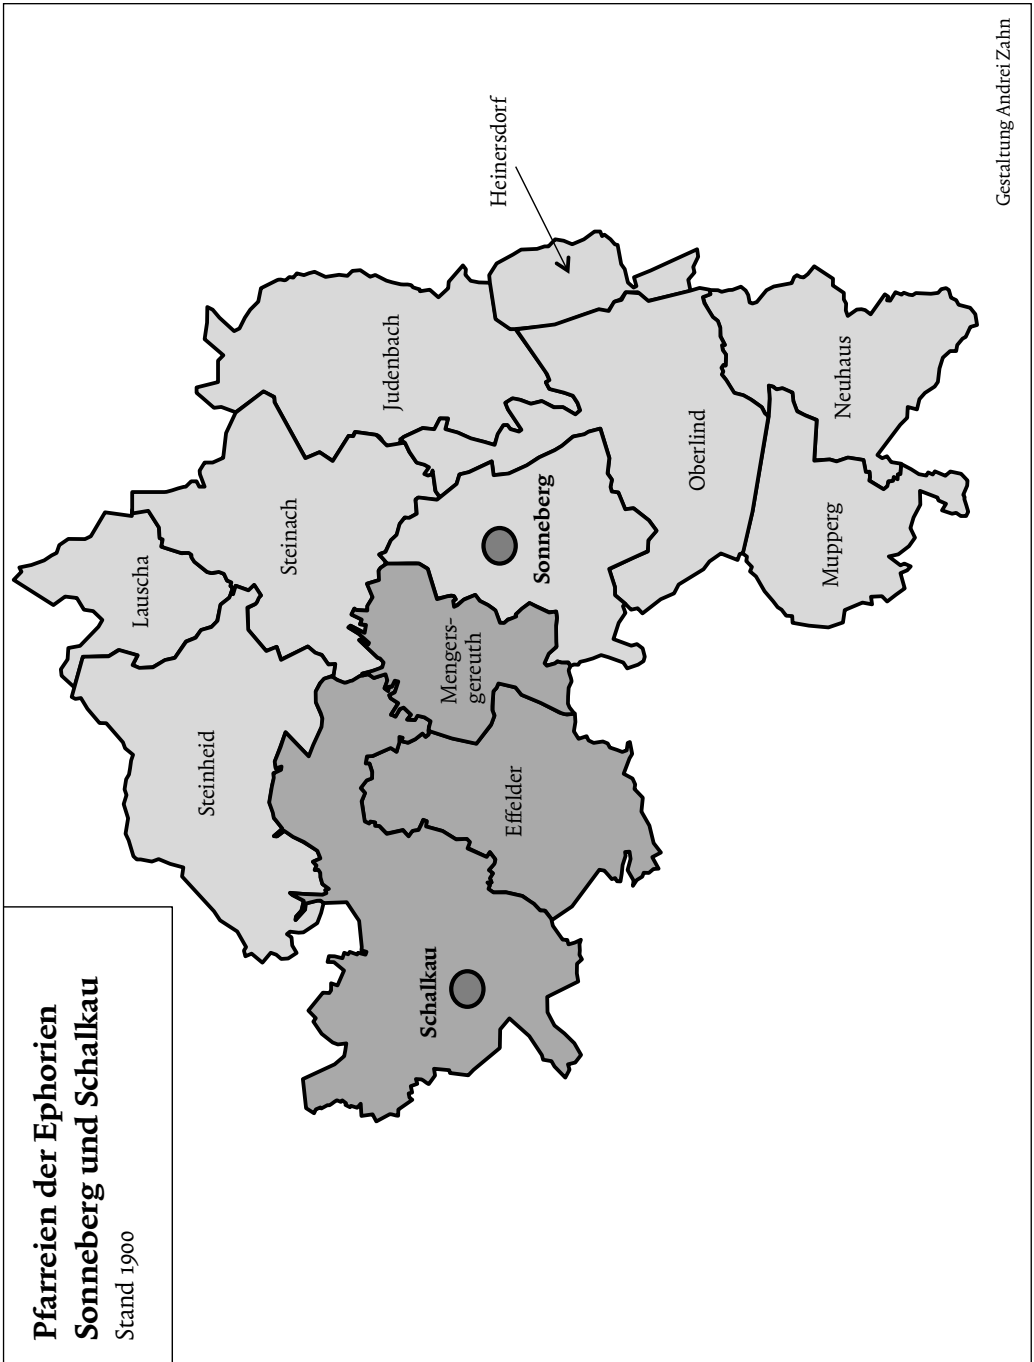 Pfarreien der Ephorien
Sonneberg und Schalkau
Stand 1900
Lauscha
Steinheid
Steinach
Judenbach
Heinersdorf
Schalkau
Mengers-
gereuth
Effelder
Sonneberg
Oberlind
Mupperg
Neuhaus
Gestaltung Andrei Zahn